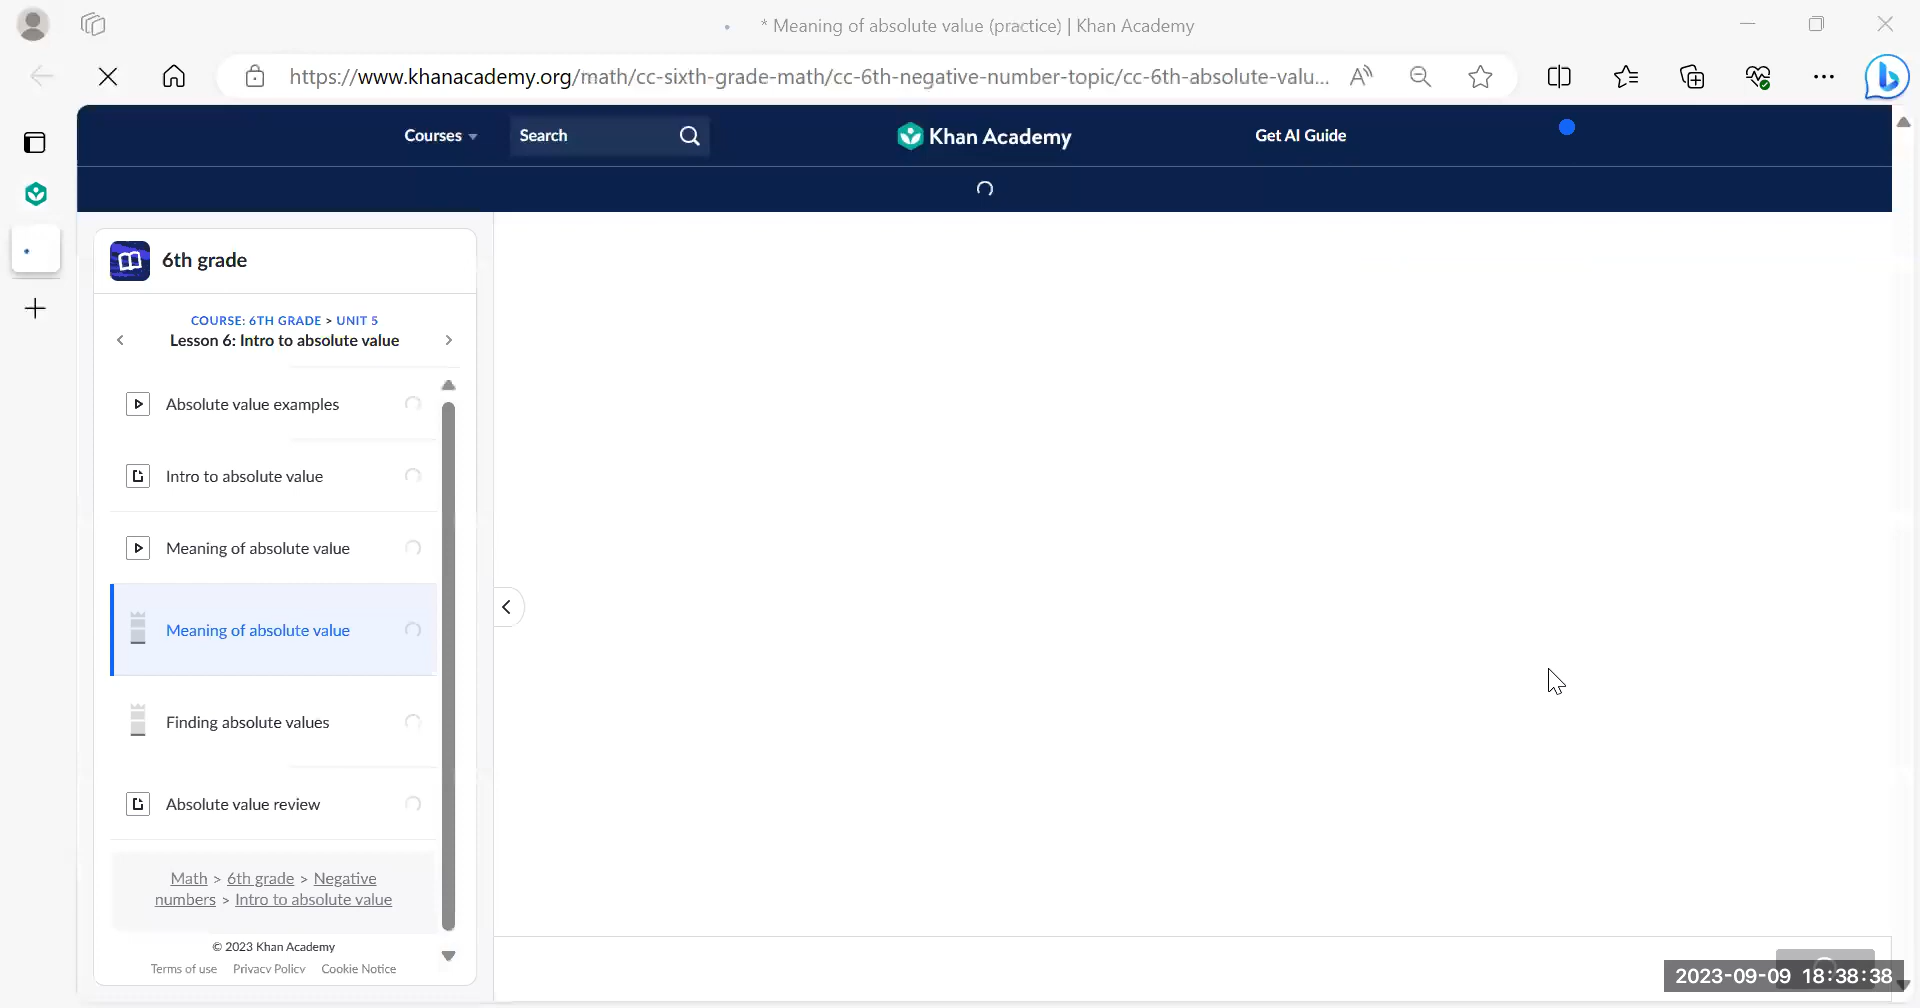 * Meaning of absolute value (practice) | Khan Academy
https://www.khanacademy.org/math/cc-sixth-grade-math/cc-6th-negative-number-topic/cc-6th-absolute-valu...
Courses
Search
Khan Academy
Get AI Guide
6th grade
COURSE: 6TH GRADE > UNIT 5
Lesson 6: Intro to absolute value
Absolute value examples
Intro to absolute value
Meaning of absolute value
Meaning of absolute value
Finding absolute values
Absolute value review
Math > 6th grade > Negative
numbers > Intro to absolute value
© 2023 Khan Academy
Terms of use Privacy Policy Cookie Notice
2023-09-09 18:38:38